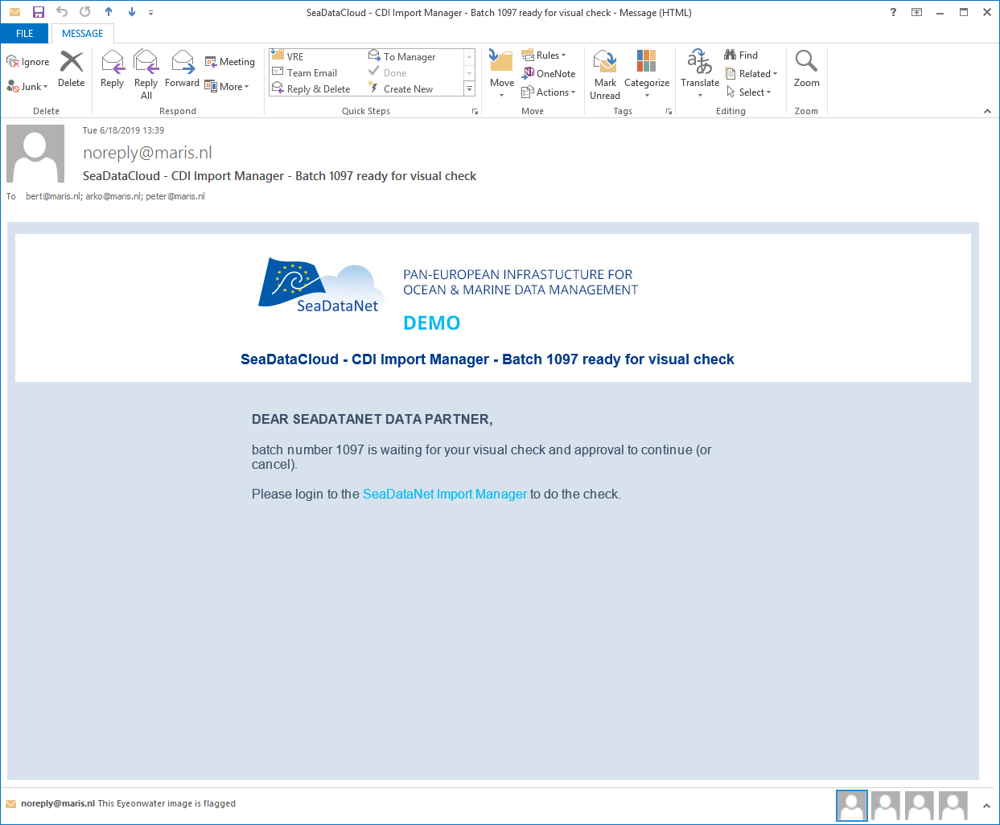 SeaDataCloud - CDI Import Manager - Batch 1097 ready for visual check - Message (HTML)
?
FILE
MESSAGE
Ignore
Junk
Delete
Delete
Reply
Reply All
Forward
Meeting
More
Respond
VRE
Team Email
Reply & Delete
To Manager
Done
Create New
Quick Steps
Move
Rules
OneNote
Actions
Move
Mark Unread
Categorize
Tags
Translate
Find
Related
Select
Editing
Zoom
Zoom
Tue 6/18/2019 13:39
noreply@maris.nl
SeaDataCloud - CDI Import Manager - Batch 1097 ready for visual check
To bert@maris.nl; arko@maris.nl; peter@maris.nl
SeaDataNet
PAN-EUROPEAN INFRASTUCTURE FOR
OCEAN & MARINE DATA MANAGEMENT
DEMO
SeaDataCloud - CDI Import Manager - Batch 1097 ready for visual check
DEAR SEADATANET DATA PARTNER,
batch number 1097 is waiting for your visual check and approval to continue (or
cancel).
Please login to the SeaDataNet Import Manager to do the check.
noreply@maris.nl This Eyeonwater image is flagged